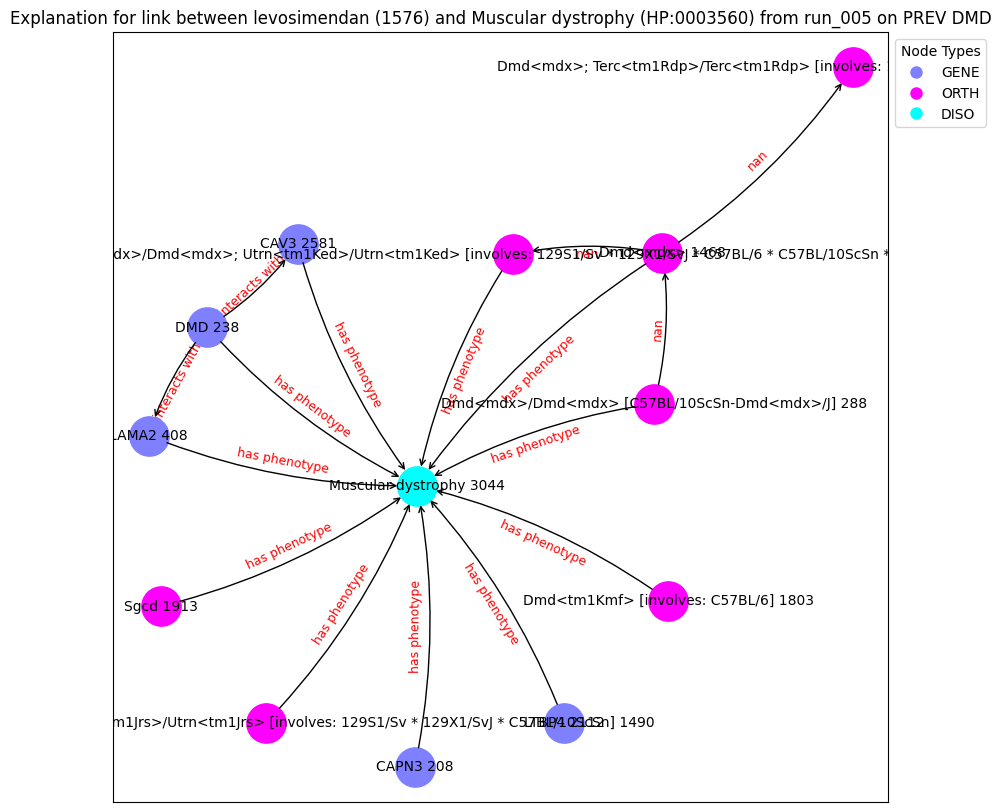 Explanation for link between levosimendan (1576) and Muscular dystrophy (HP:0003560) from run_005 on PREV DMD
Node Types
GENE
ORTH
DISO
Dmd<mdx>; Terc<tm1Rdp>/Terc<tm1Rdp> [involves:
nan
CAV3 2581
dx>/Dmd<mdx>; Utrn<tm1Ked>/Utrn<tm1Ked> [involves: 129S1/Sv * 129X1/SvJ * C57BL/6 * C57BL/10ScSn *
Dmd<mdx> 1468
nan
interacts with
DMD 238
nan
has phenotype
has phenotype
has phenotype
interacts with
has phenotype
Dmd<mdx>/Dmd<mdx> [C57BL/10ScSn-Dmd<mdx>/J] 288
LAMA2 408
has phenotype
has phenotype
Muscular dystrophy 3044
has phenotype
has phenotype
Sgcd 1913
has phenotype
has phenotype
has phenotype
Dmd<tm1Kmf> [involves: C57BL/6] 1803
m1Jrs>/Utrn<tm1Jrs> [involves: 129S1/Sv * 129X1/SvJ * C57BL/10ScSn] 1490
LTBP4 2112
CAPN3 208